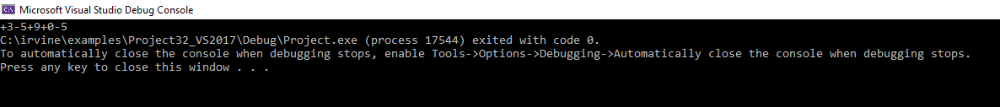 C:\ Microsoft Visual Studio Debug Console
+3-5+9+0-5
C:\irvine\examples\Project32_VS2017\Debug\Project.exe (process 17544) exited with code 0.
To automatically close the console when debugging stops, enable Tools->Options->Debugging->Automatically close the console when debugging stops.
Press any key to close this window . . .